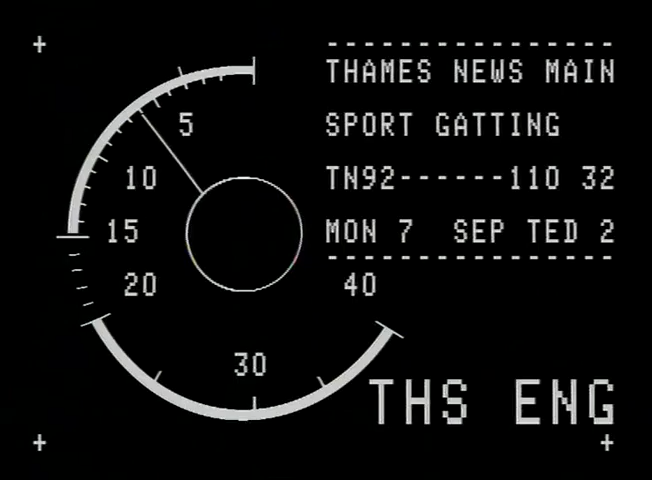 THAMES NEWS MAIN
SPORT GATTING
TN92------110 32
MON 7 SEP TED 2
5
10
15
20
30
40
THS ENG